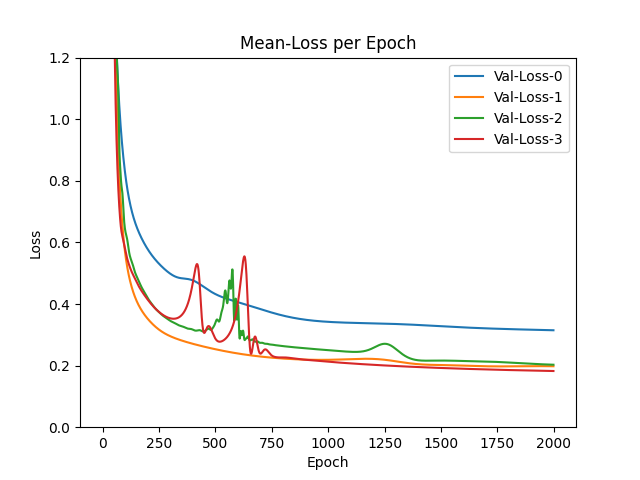 Mean-Loss per Epoch
Loss
1.2
1.0
0.8
0.6
0.4
0.2
0.0
Val-Loss-0
Val-Loss-1
Val-Loss-2
Val-Loss-3
0 250 500 750 1000 1250 1500 1750 2000
Epoch